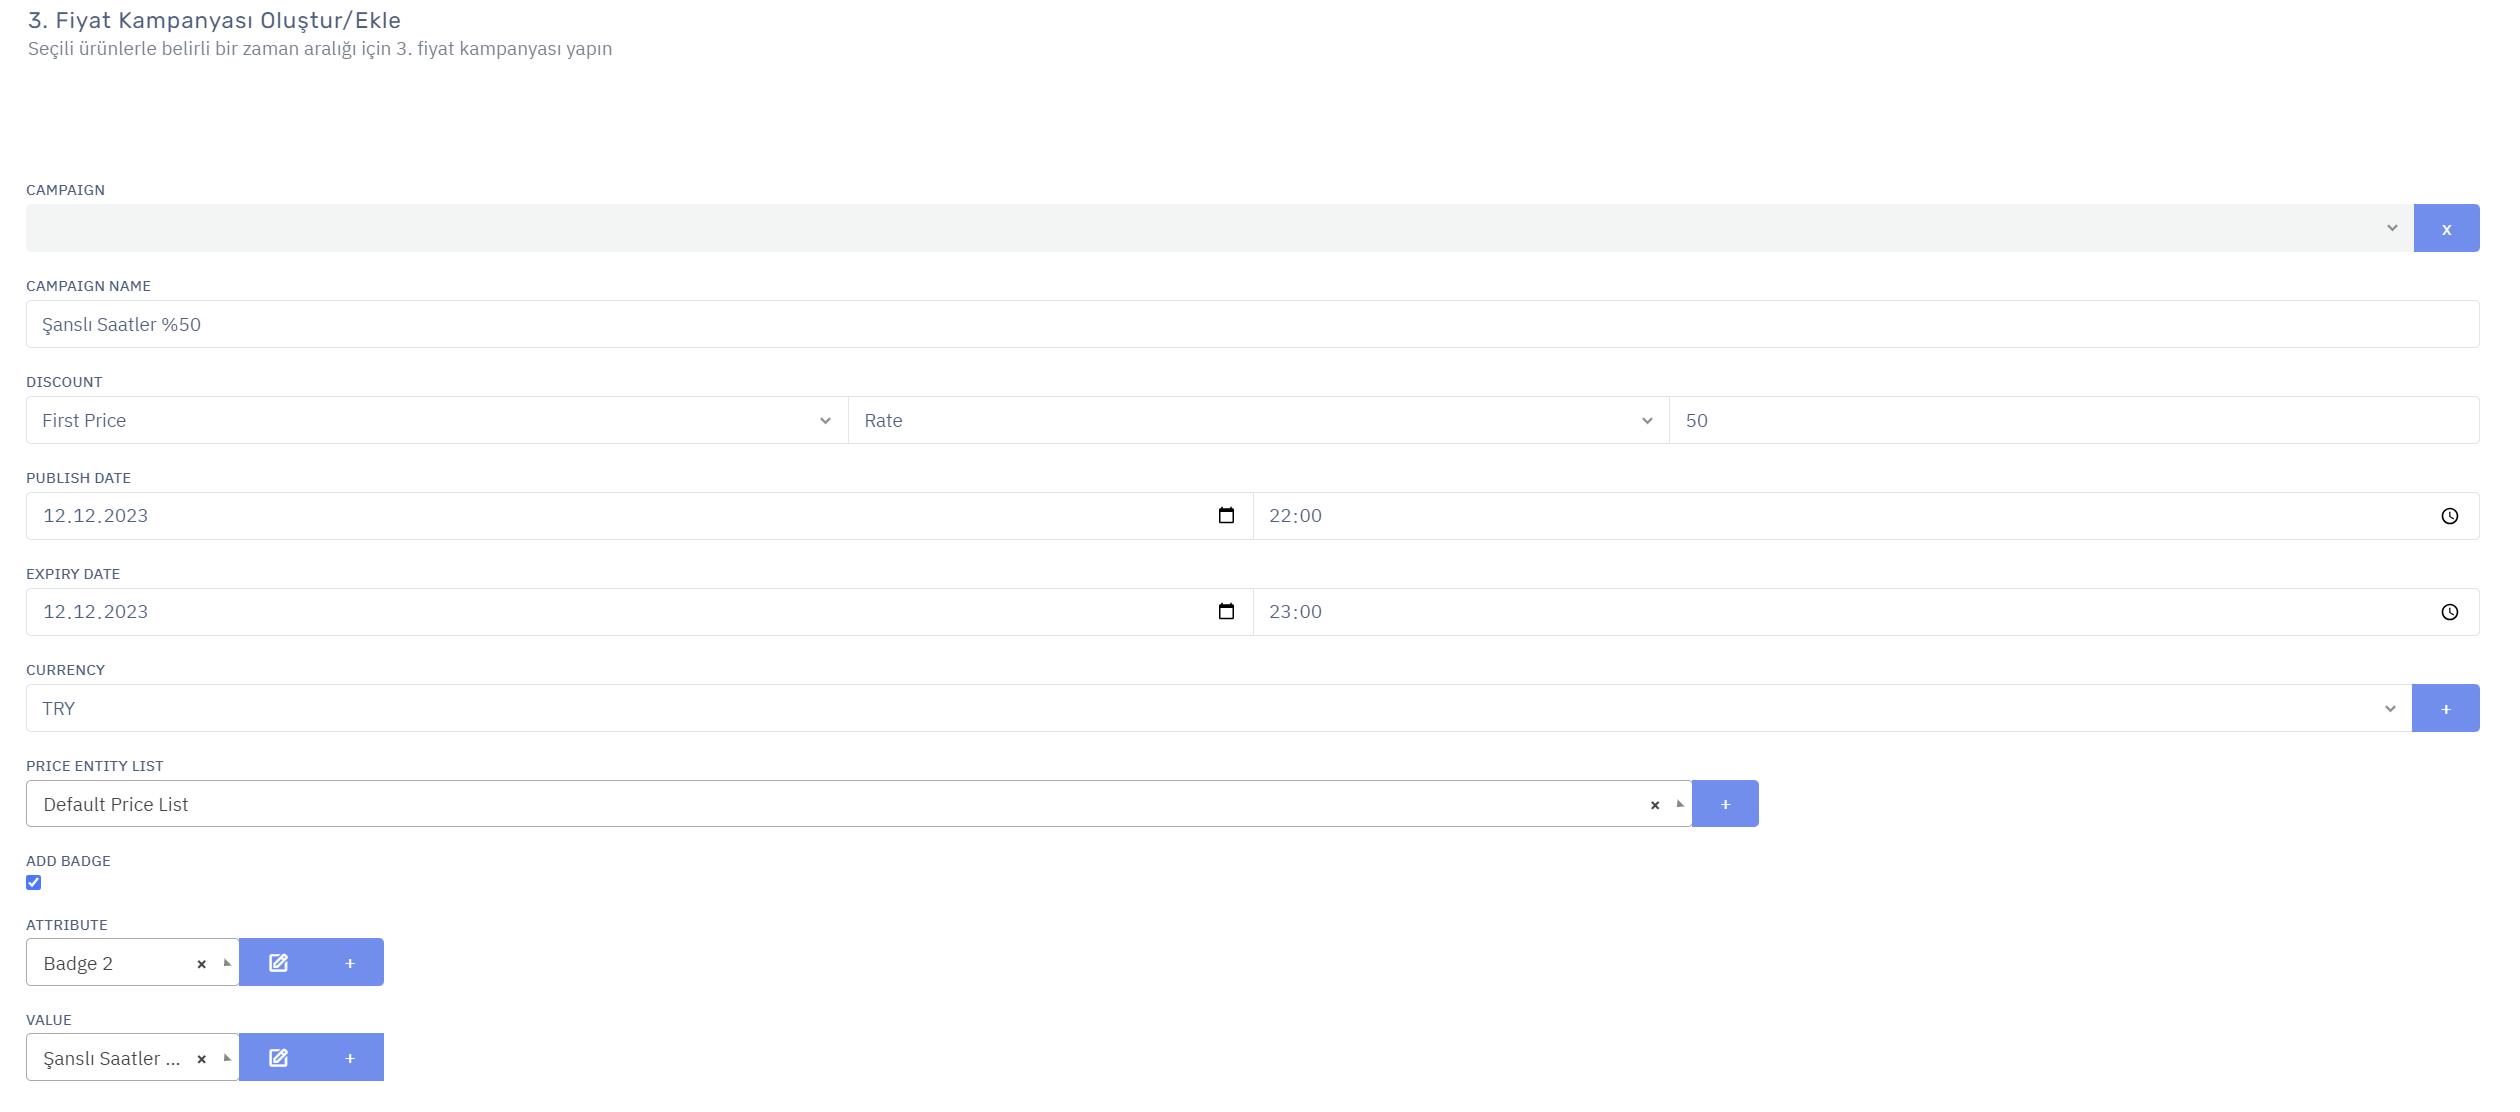 3. Fiyat Kampanyası Oluştur/Ekle
Seçili ürünlerle belirli bir zaman aralığı için 3. fiyat kampanyası yapın
CAMPAIGN
x
CAMPAIGN NAME
Şanslı Saatler %50
DISCOUNT
First Price Rate 50
PUBLISH DATE
12.12.2023 22:00
EXPIRY DATE
12.12.2023 23:00
CURRENCY
TRY +
PRICE ENTITY LIST
Default Price List × +
ADD BADGE
ATTRIBUTE
Badge 2 × +
VALUE
Şanslı Saatler ... × +